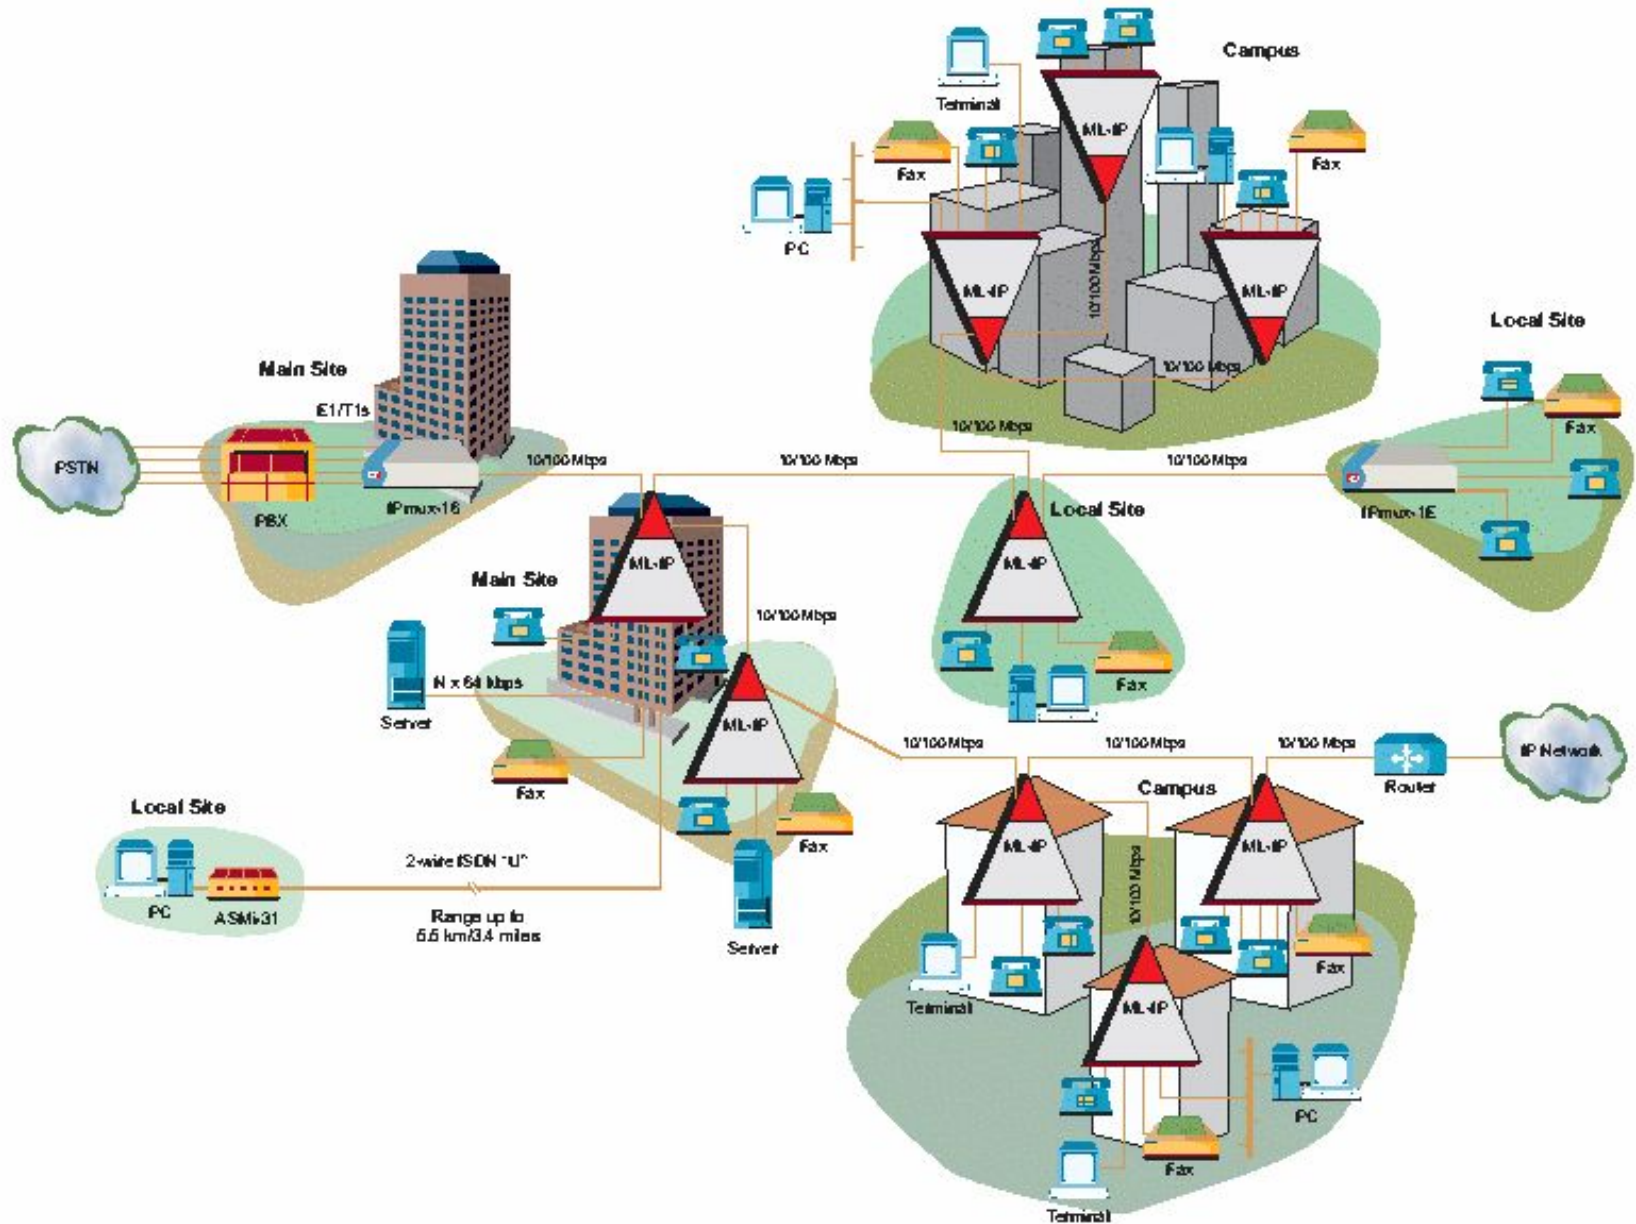 Campus
Terminal
ML-IP
Fax
Fax
PC
ML-IP
10/100 Mbps
ML-IP
Local Site
Main Site
10/100 Mbps
E1/T1s
10/100 Mbps
Fax
PSTN
10/100 Mbps
10/100 Mbps
10/100 Mbps
PBX
IPmux-16
Local Site
IPmux-1E
ML-IP
ML-IP
Main Site
10/100 Mbps
N x 64 kbps
Fax
Server
ML-IP
10/100 Mbps
10/100 Mbps
10/100 Mbps
IP Network
Router
Fax
Campus
Local Site
ML-IP
ML-IP
Fax
2-wire ISDN "U"
10/100 Mbps
PC
ASMi-31
Range up to
5.5 km/3.4 miles
Server
Fax
Terminal
ML-IP
PC
Fax
Terminal